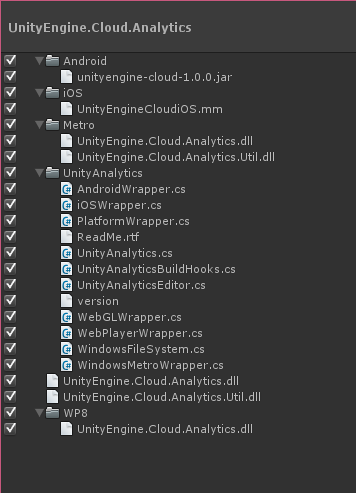 UnityEngine.Cloud.Analytics
Android
unityengine-cloud-1.0.0.jar
iOS
UnityEngineCloudiOS.mm
Metro
UnityEngine.Cloud.Analytics.dll
UnityEngine.Cloud.Analytics.Util.dll
UnityAnalytics
AndroidWrapper.cs
iOSWrapper.cs
PlatformWrapper.cs
ReadMe.rtf
UnityAnalytics.cs
UnityAnalyticsBuildHooks.cs
UnityAnalyticsEditor.cs
version
WebGLWrapper.cs
WebPlayerWrapper.cs
WindowsFileSystem.cs
WindowsMetroWrapper.cs
UnityEngine.Cloud.Analytics.dll
UnityEngine.Cloud.Analytics.Util.dll
WP8
UnityEngine.Cloud.Analytics.dll